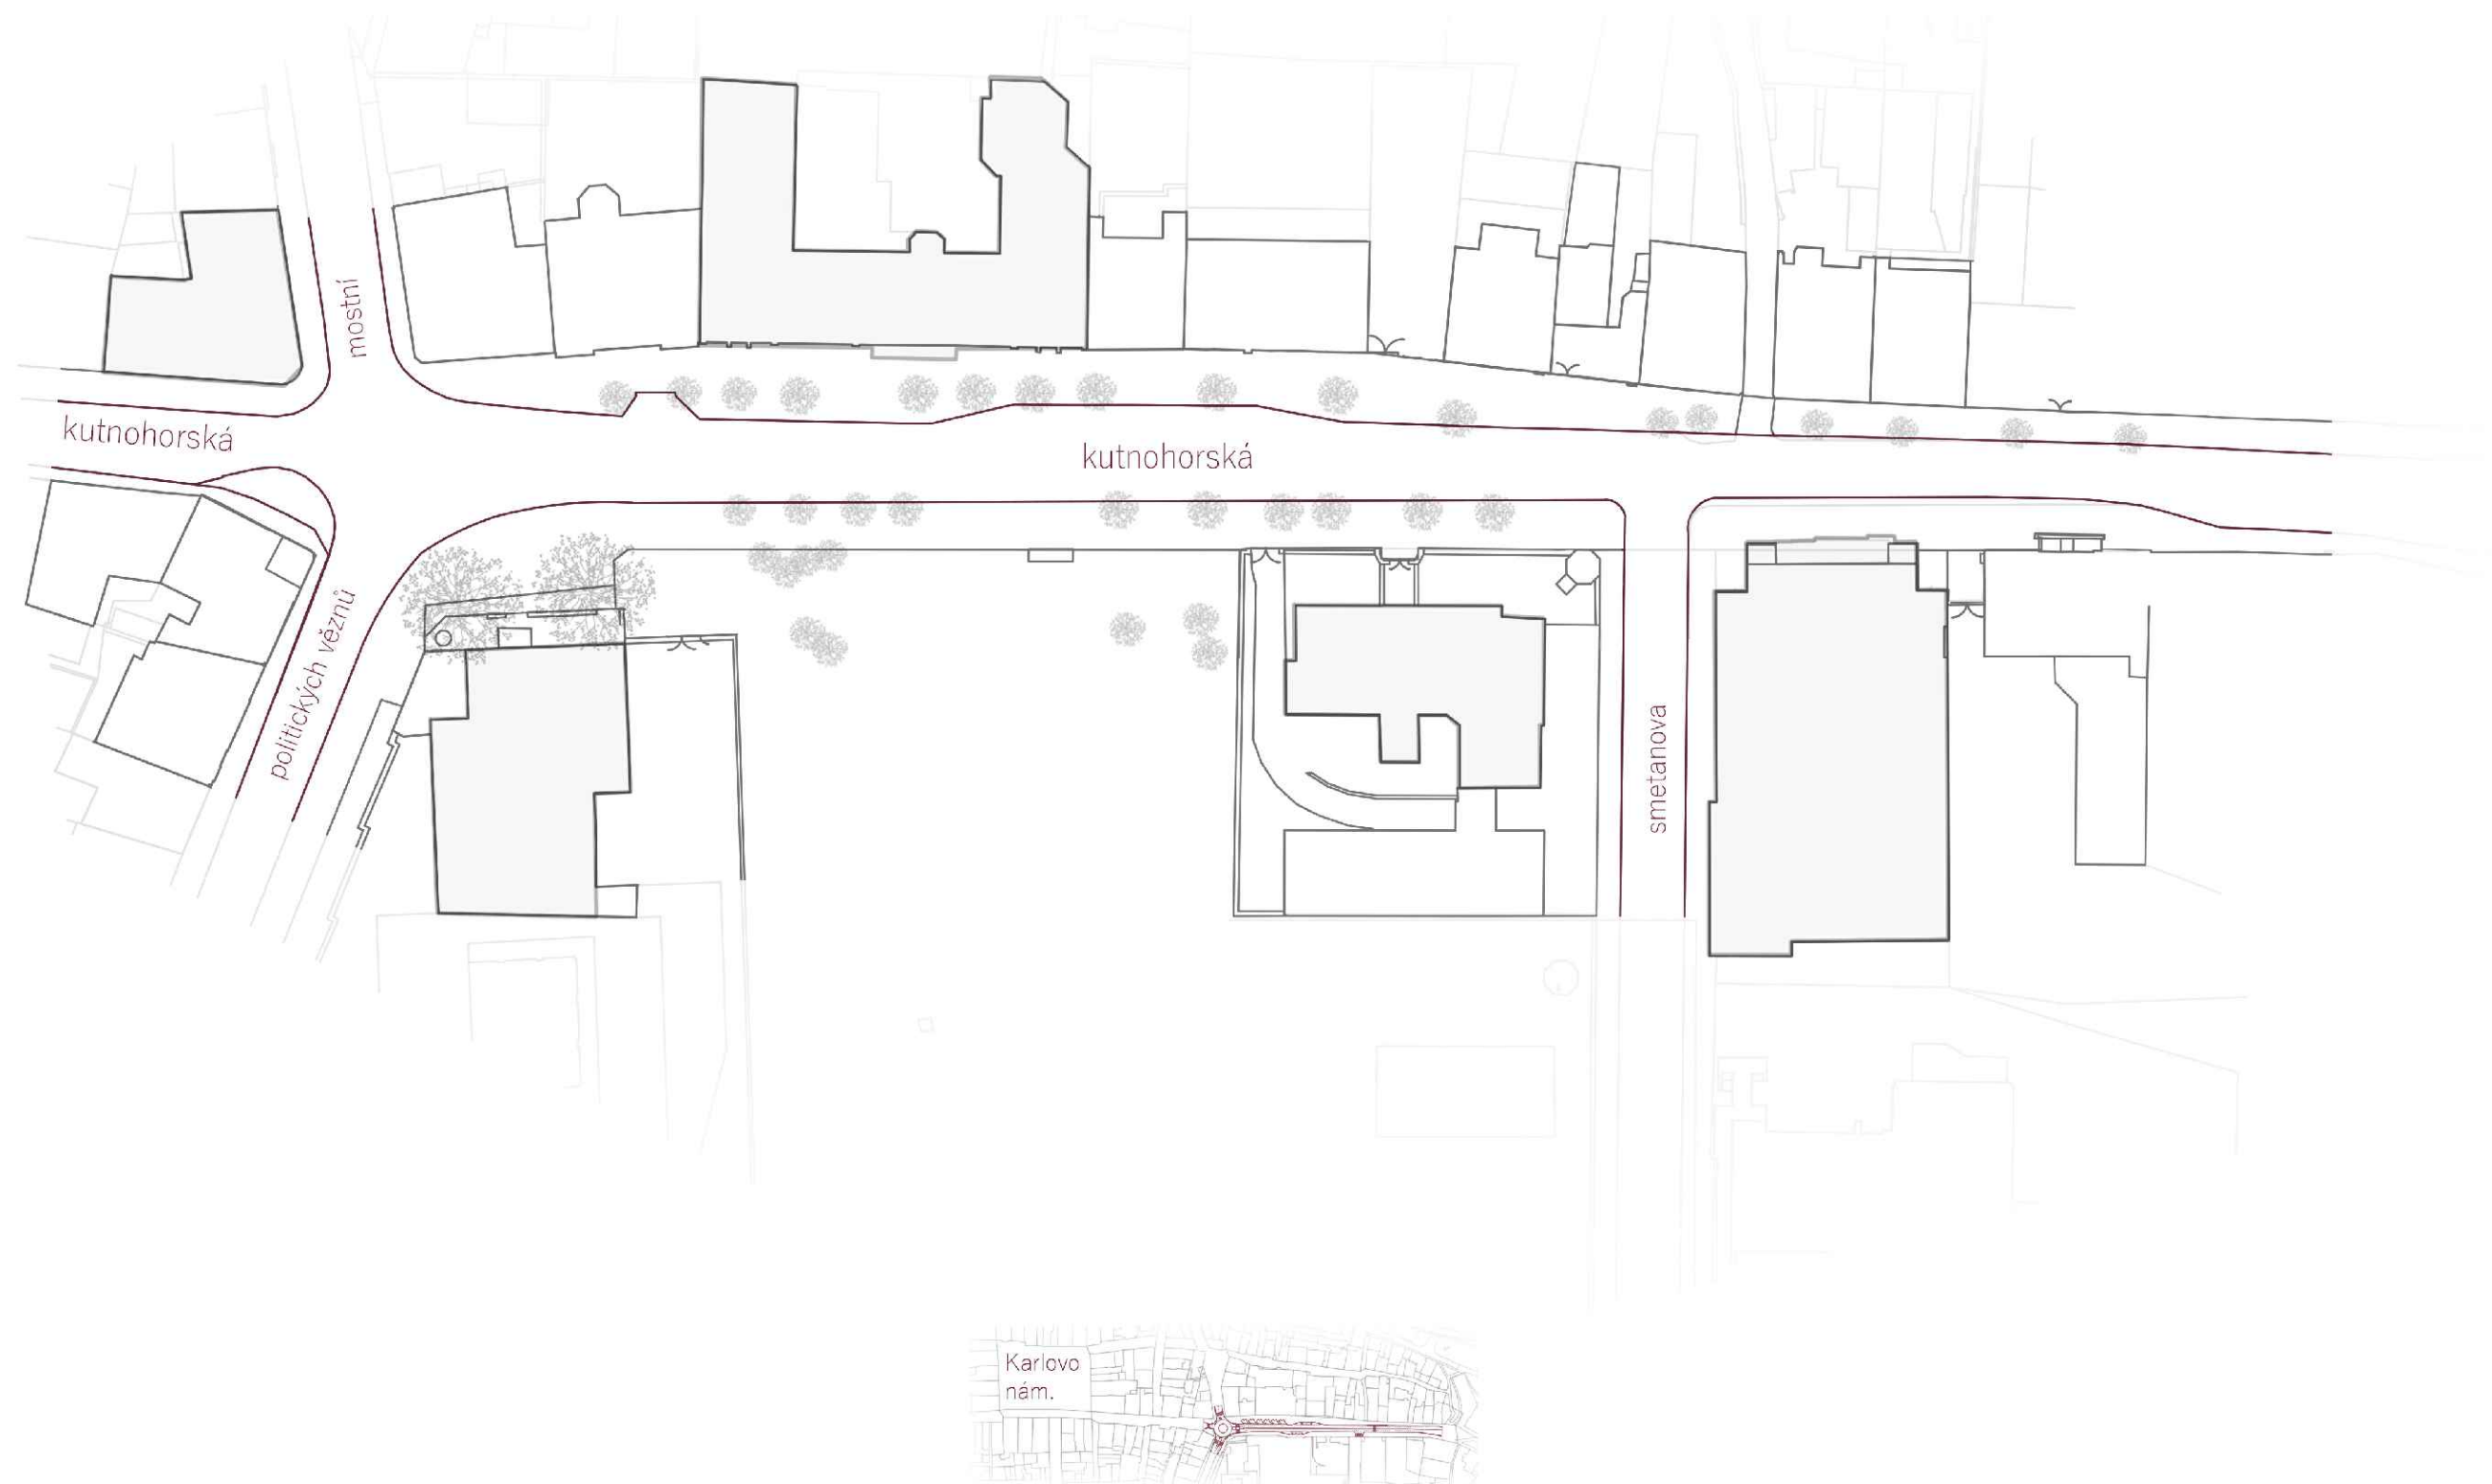 mostní
kutnohorská
kutnohorská
politických vězňů
smetanova
Karlovo
nám.